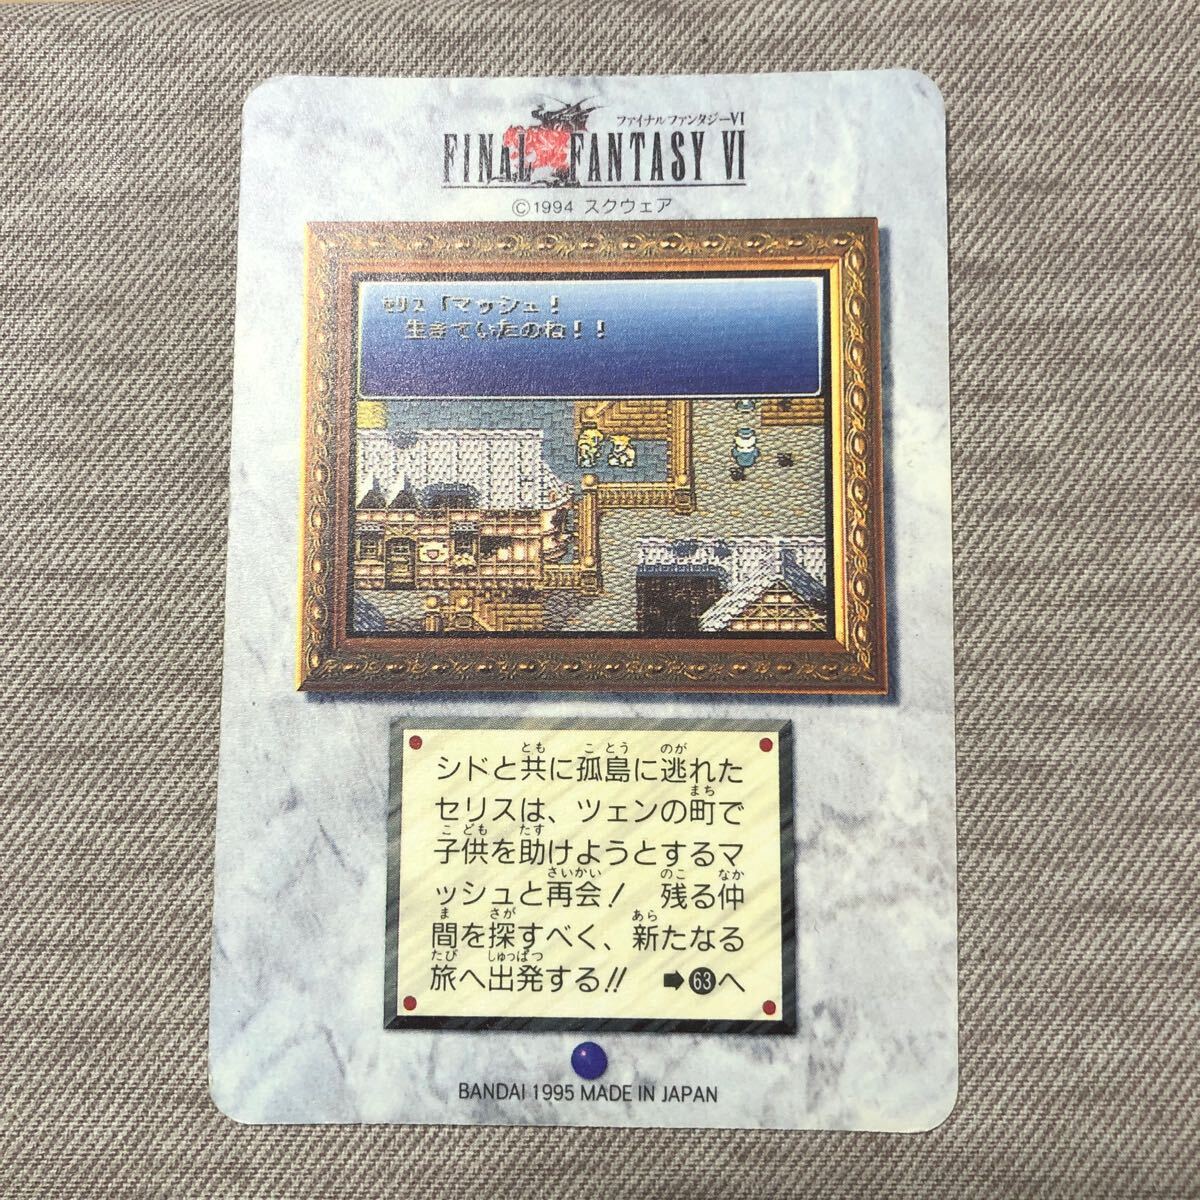 ファイナルファンタジーVI
FINAL FANTASY VI
©1994 スクウェア
セリス「マッシュ!
生きていたのね!!
シドと共に孤島に逃れた
セリスは、ツェンの町で
子供を助けようとするマ
ッシュと再会! 残る仲
間を探すべく、新たなる
旅へ出発する!! ➡63へ
BANDAI 1995 MADE IN JAPAN